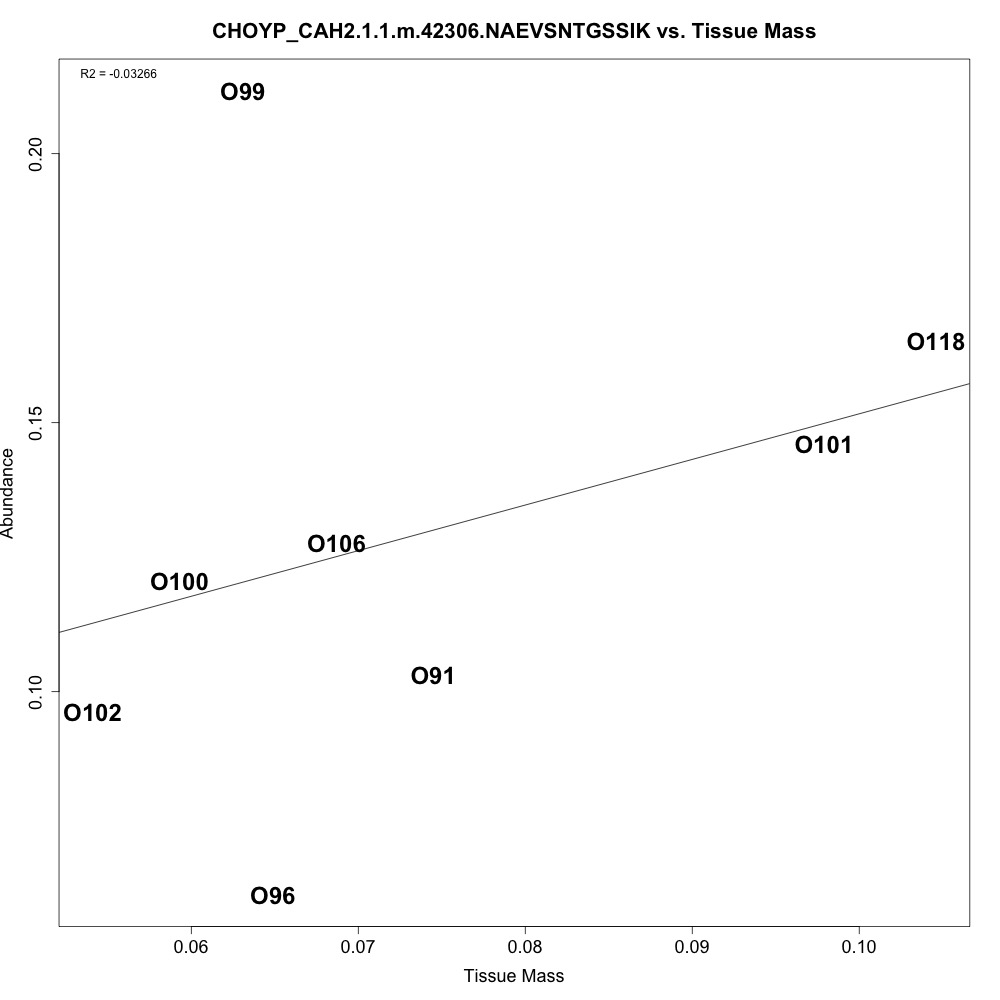 CHOYP_CAH2.1.1.m.42306.NAEVSNTGSSIK vs. Tissue Mass
R2 = -0.03266
O99
0.20
O118
0.15
O101
Abundance
O106
O100
O91
0.10
O102
O96
0.06 0.07 0.08 0.09 0.10
Tissue Mass